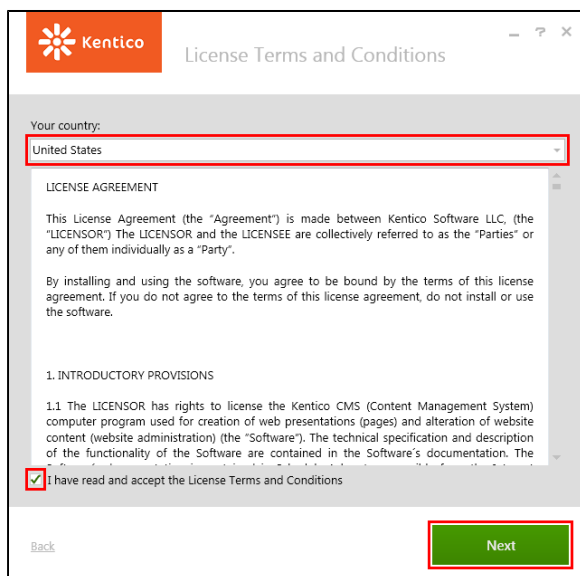 Kentico
License Terms and Conditions
Your country:
United States
LICENSE AGREEMENT
This License Agreement (the "Agreement") is made between Kentico Software LLC, (the
"LICENSOR") The LICENSOR and the LICENSEE are collectively referred to as the "Parties" or
any of them individually as a "Party".
By installing and using the software, you agree to be bound by the terms of this license
agreement. If you do not agree to the terms of this license agreement, do not install or use
the software.
1. INTRODUCTORY PROVISIONS
1.1 The LICENSOR has rights to license the Kentico CMS (Content Management System)
computer program used for creation of web presentations (pages) and alteration of website
content (website administration) (the "Software"). The technical specification and description
of the functionality of the Software are contained in the Software´s documentation. The
I have read and accept the License Terms and Conditions
Back
Next